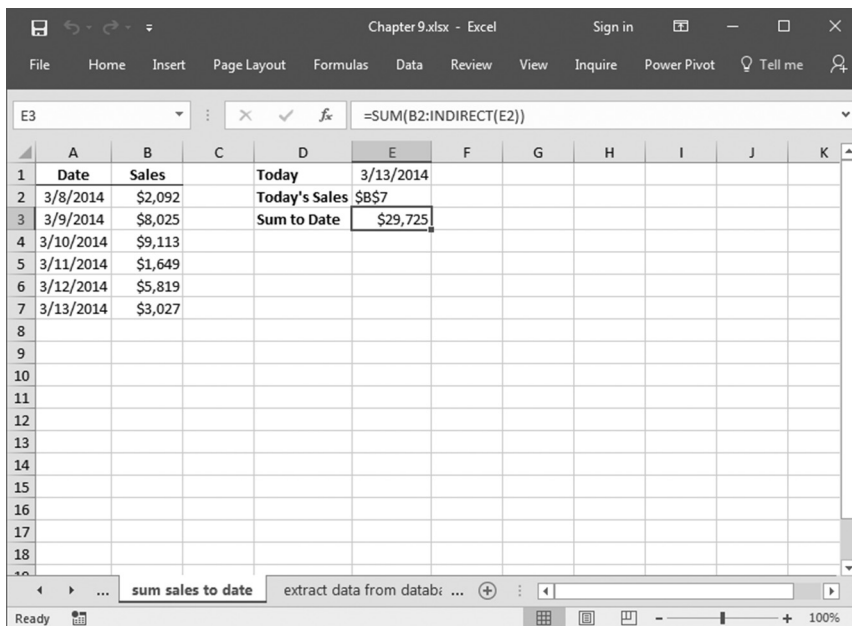 Chapter 9.xlsx - Excel Sign in
File Home Insert Page Layout Formulas Data Review View Inquire Power Pivot Tell me
E3 fx =SUM(B2:INDIRECT(E2))
A B C D E F G H I J K
1 Date Sales Today 3/13/2014
2 3/8/2014 $2,092 Today's Sales $B$7
3 3/9/2014 $8,025 Sum to Date $29,725
4 3/10/2014 $9,113
5 3/11/2014 $1,649
6 3/12/2014 $5,819
7 3/13/2014 $3,027
8
9
10
11
12
13
14
15
16
17
18
... sum sales to date extract data from databa ...
Ready 100%